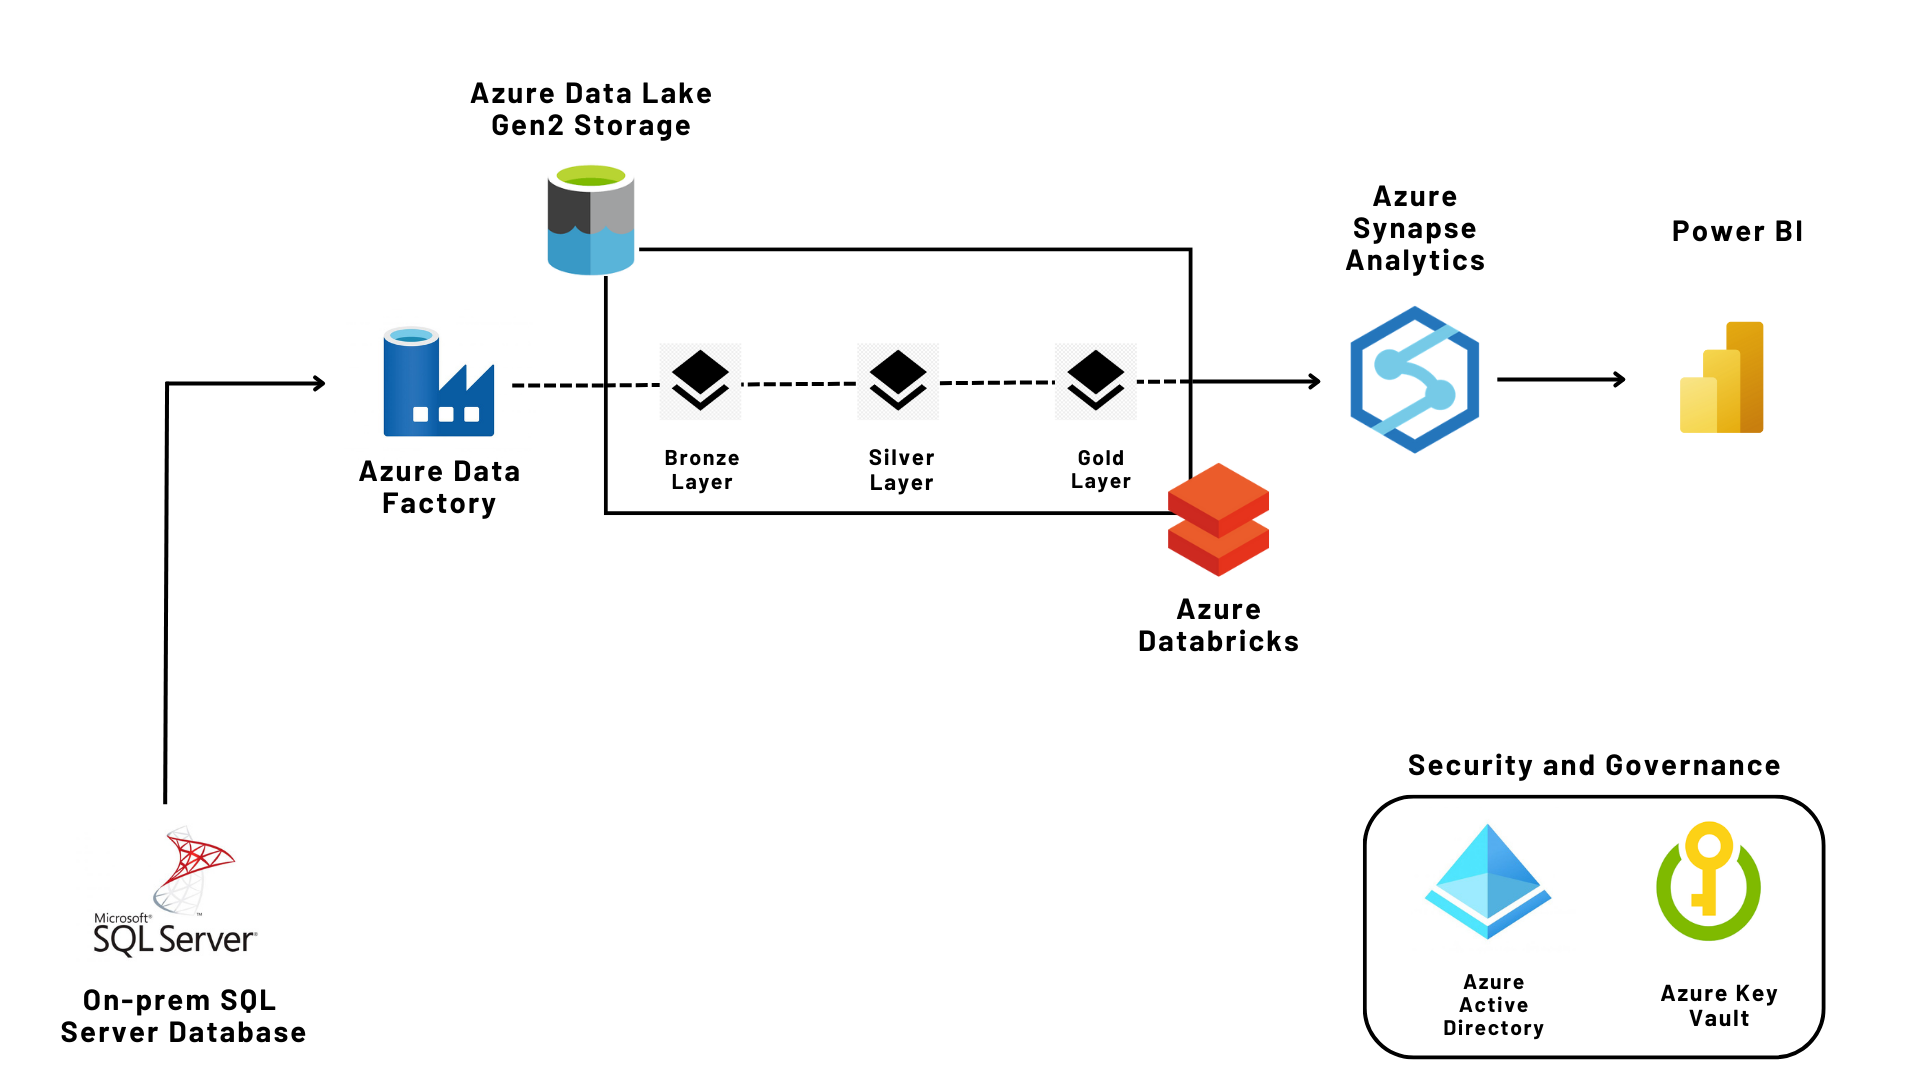 Azure Data Lake
Gen2 Storage
Azure
Synapse
Analytics
Power BI
Azure Data
Factory
Bronze
Layer
Silver
Layer
Gold
Layer
Azure
Databricks
Security and Governance
Microsoft®
SQL Server®
™
On-prem SQL
Server Database
Azure
Active
Directory
Azure Key
Vault